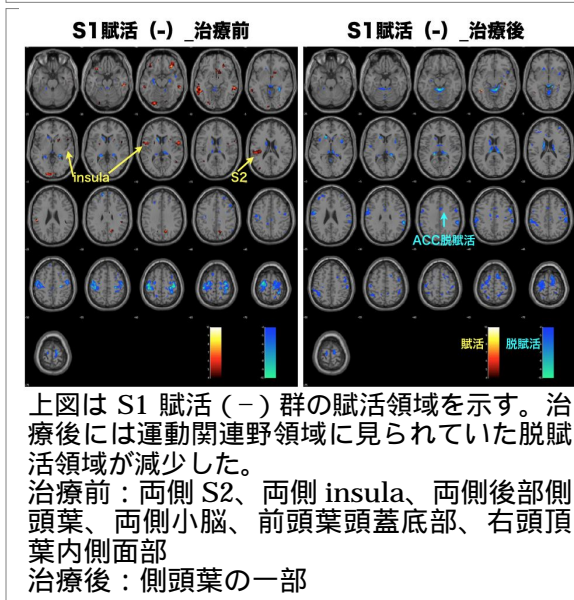 S1賦活（-）_治療前
S1賦活（-）_治療後
insula
S2
ACC脱賦活
賦活
脱賦活
上図は S1 賦活 (－) 群の賦活領域を示す。治
療後には運動関連野領域に見られていた脱賦
活領域が減少した。
治療前：両側 S2、両側 insula、両側後部側
頭葉、両側小脳、前頭葉頭蓋底部、右頭頂
葉内側面部
治療後：側頭葉の一部